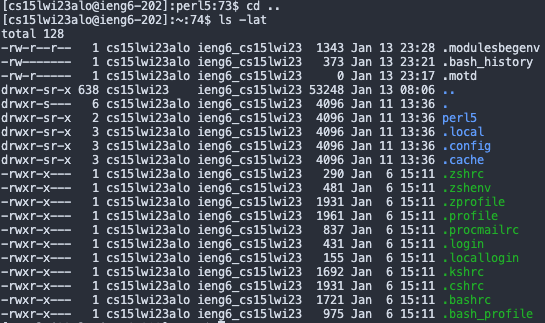 [cs15lwi23alo@ieng6-202]:perl5:73$ cd ..
[cs15lwi23alo@ieng6-202]:~:74$ ls -lat
total 128
-rw-r--r-- 1 cs15lwi23alo ieng6_cs15lwi23 1343 Jan 13 23:28 .modulesbegenv
-rw------- 1 cs15lwi23alo ieng6_cs15lwi23 373 Jan 13 23:21 .bash_history
-rw-r----- 1 cs15lwi23alo ieng6_cs15lwi23 0 Jan 13 23:17 .motd
drwxr-sr-x 638 cs15lwi23 ieng6_cs15lwi23 53248 Jan 13 08:06 ..
drwxr-s--- 6 cs15lwi23alo ieng6_cs15lwi23 4096 Jan 11 13:36 .
drwxr-sr-x 2 cs15lwi23alo ieng6_cs15lwi23 4096 Jan 11 13:36 perl5
drwxr-sr-x 3 cs15lwi23alo ieng6_cs15lwi23 4096 Jan 11 13:36 .local
drwxr-sr-x 3 cs15lwi23alo ieng6_cs15lwi23 4096 Jan 11 13:36 .config
drwxr-sr-x 3 cs15lwi23alo ieng6_cs15lwi23 4096 Jan 11 13:36 .cache
-rwxr-x--- 1 cs15lwi23alo ieng6_cs15lwi23 290 Jan 6 15:11 .zshrc
-rwxr-x--- 1 cs15lwi23alo ieng6_cs15lwi23 481 Jan 6 15:11 .zshenv
-rwxr-x--- 1 cs15lwi23alo ieng6_cs15lwi23 1931 Jan 6 15:11 .zprofile
-rwxr-x--- 1 cs15lwi23alo ieng6_cs15lwi23 1961 Jan 6 15:11 .profile
-rwxr-x--- 1 cs15lwi23alo ieng6_cs15lwi23 837 Jan 6 15:11 .procmailrc
-rwxr-x--- 1 cs15lwi23alo ieng6_cs15lwi23 431 Jan 6 15:11 .login
-rwxr-x--- 1 cs15lwi23alo ieng6_cs15lwi23 155 Jan 6 15:11 .locallogin
-rwxr-x--- 1 cs15lwi23alo ieng6_cs15lwi23 1692 Jan 6 15:11 .kshrc
-rwxr-x--- 1 cs15lwi23alo ieng6_cs15lwi23 1931 Jan 6 15:11 .cshrc
-rwxr-x--- 1 cs15lwi23alo ieng6_cs15lwi23 1721 Jan 6 15:11 .bashrc
-rwxr-x--- 1 cs15lwi23alo ieng6_cs15lwi23 975 Jan 6 15:11 .bash_profile